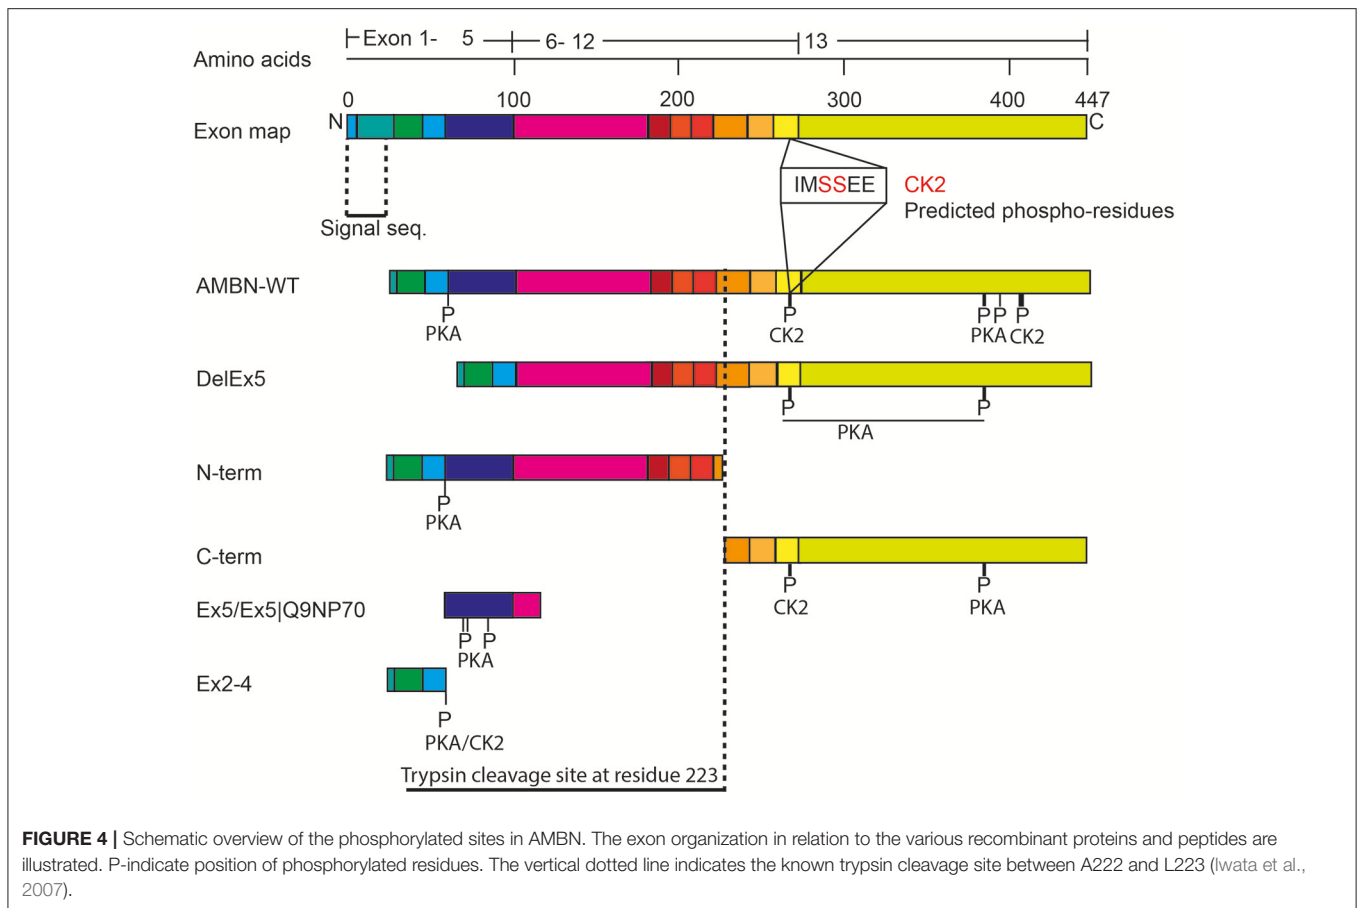 Exon 1- 5 6- 12 13
Amino acids
0 100 200 300 400 447
Exon map N C
IMSSEE CK2
Predicted phospho-residues
Signal seq.
AMBN-WT
P P P P P
PKA CK2 PKA CK2
DelEx5
P P
PKA
N-term
P
PKA
C-term
P P
CK2 PKA
Ex5/Ex5|Q9NP70
P P
PKA
Ex2-4
P
PKA/CK2
Trypsin cleavage site at residue 223
FIGURE 4 | Schematic overview of the phosphorylated sites in AMBN. The exon organization in relation to the various recombinant proteins and peptides are
illustrated. P-indicate position of phosphorylated residues. The vertical dotted line indicates the known trypsin cleavage site between A222 and L223 (Iwata et al.,
2007).